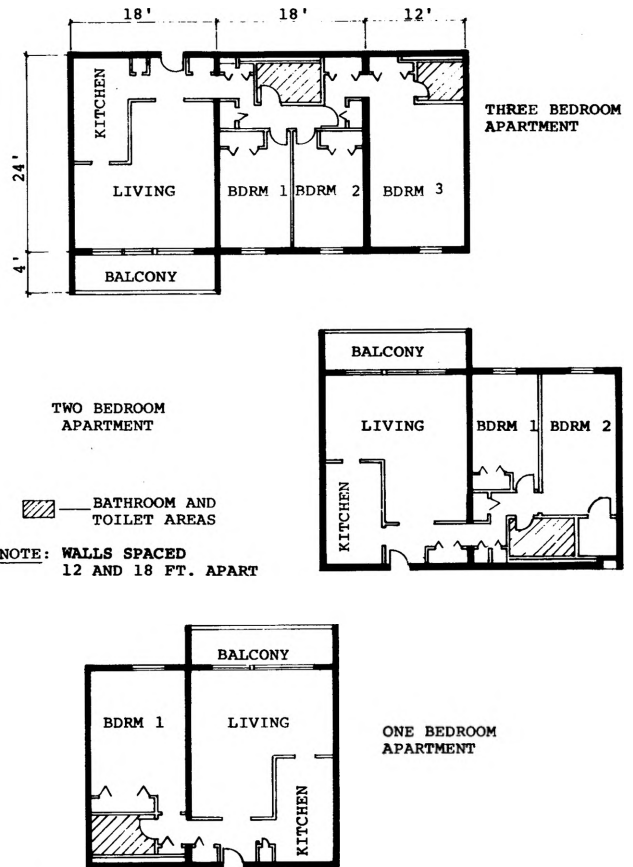 18'
18'
12'
24'
4'
KITCHEN
LIVING
BDRM 1
BDRM 2
BDRM 3
BALCONY
THREE BEDROOM
APARTMENT
TWO BEDROOM
APARTMENT
BALCONY
LIVING
BDRM 1
BDRM 2
KITCHEN
BATHROOM AND
TOILET AREAS
NOTE: WALLS SPACED
12 AND 18 FT. APART
BALCONY
BDRM 1
LIVING
KITCHEN
ONE BEDROOM
APARTMENT